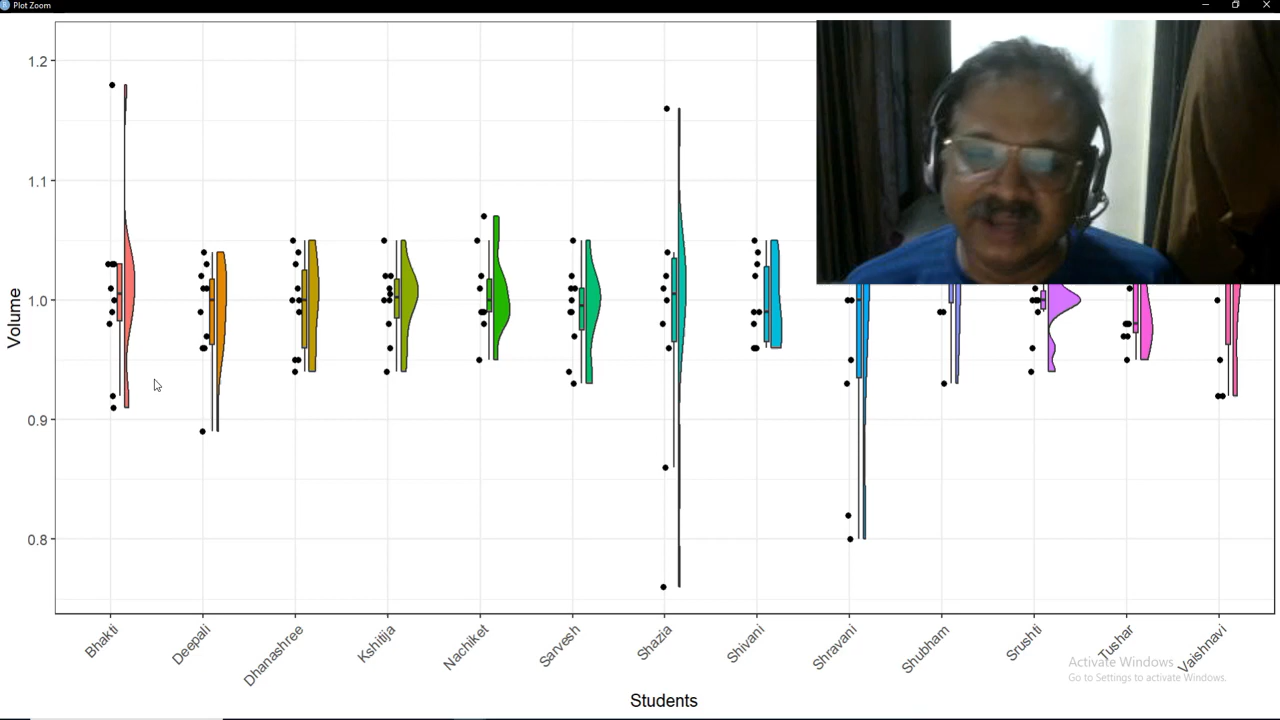 Plot Zoom
1.2
1.1
1.0
0.9
0.8
Volume
Bhakti
Deepali
Dhanashree
Kshitija
Nachiket
Sarvesh
Shazia
Shivani
Shravani
Shubham
Srushti
Tushar
Vaishnavi
Students
Activate Windows
Go to Settings to activate Windows.